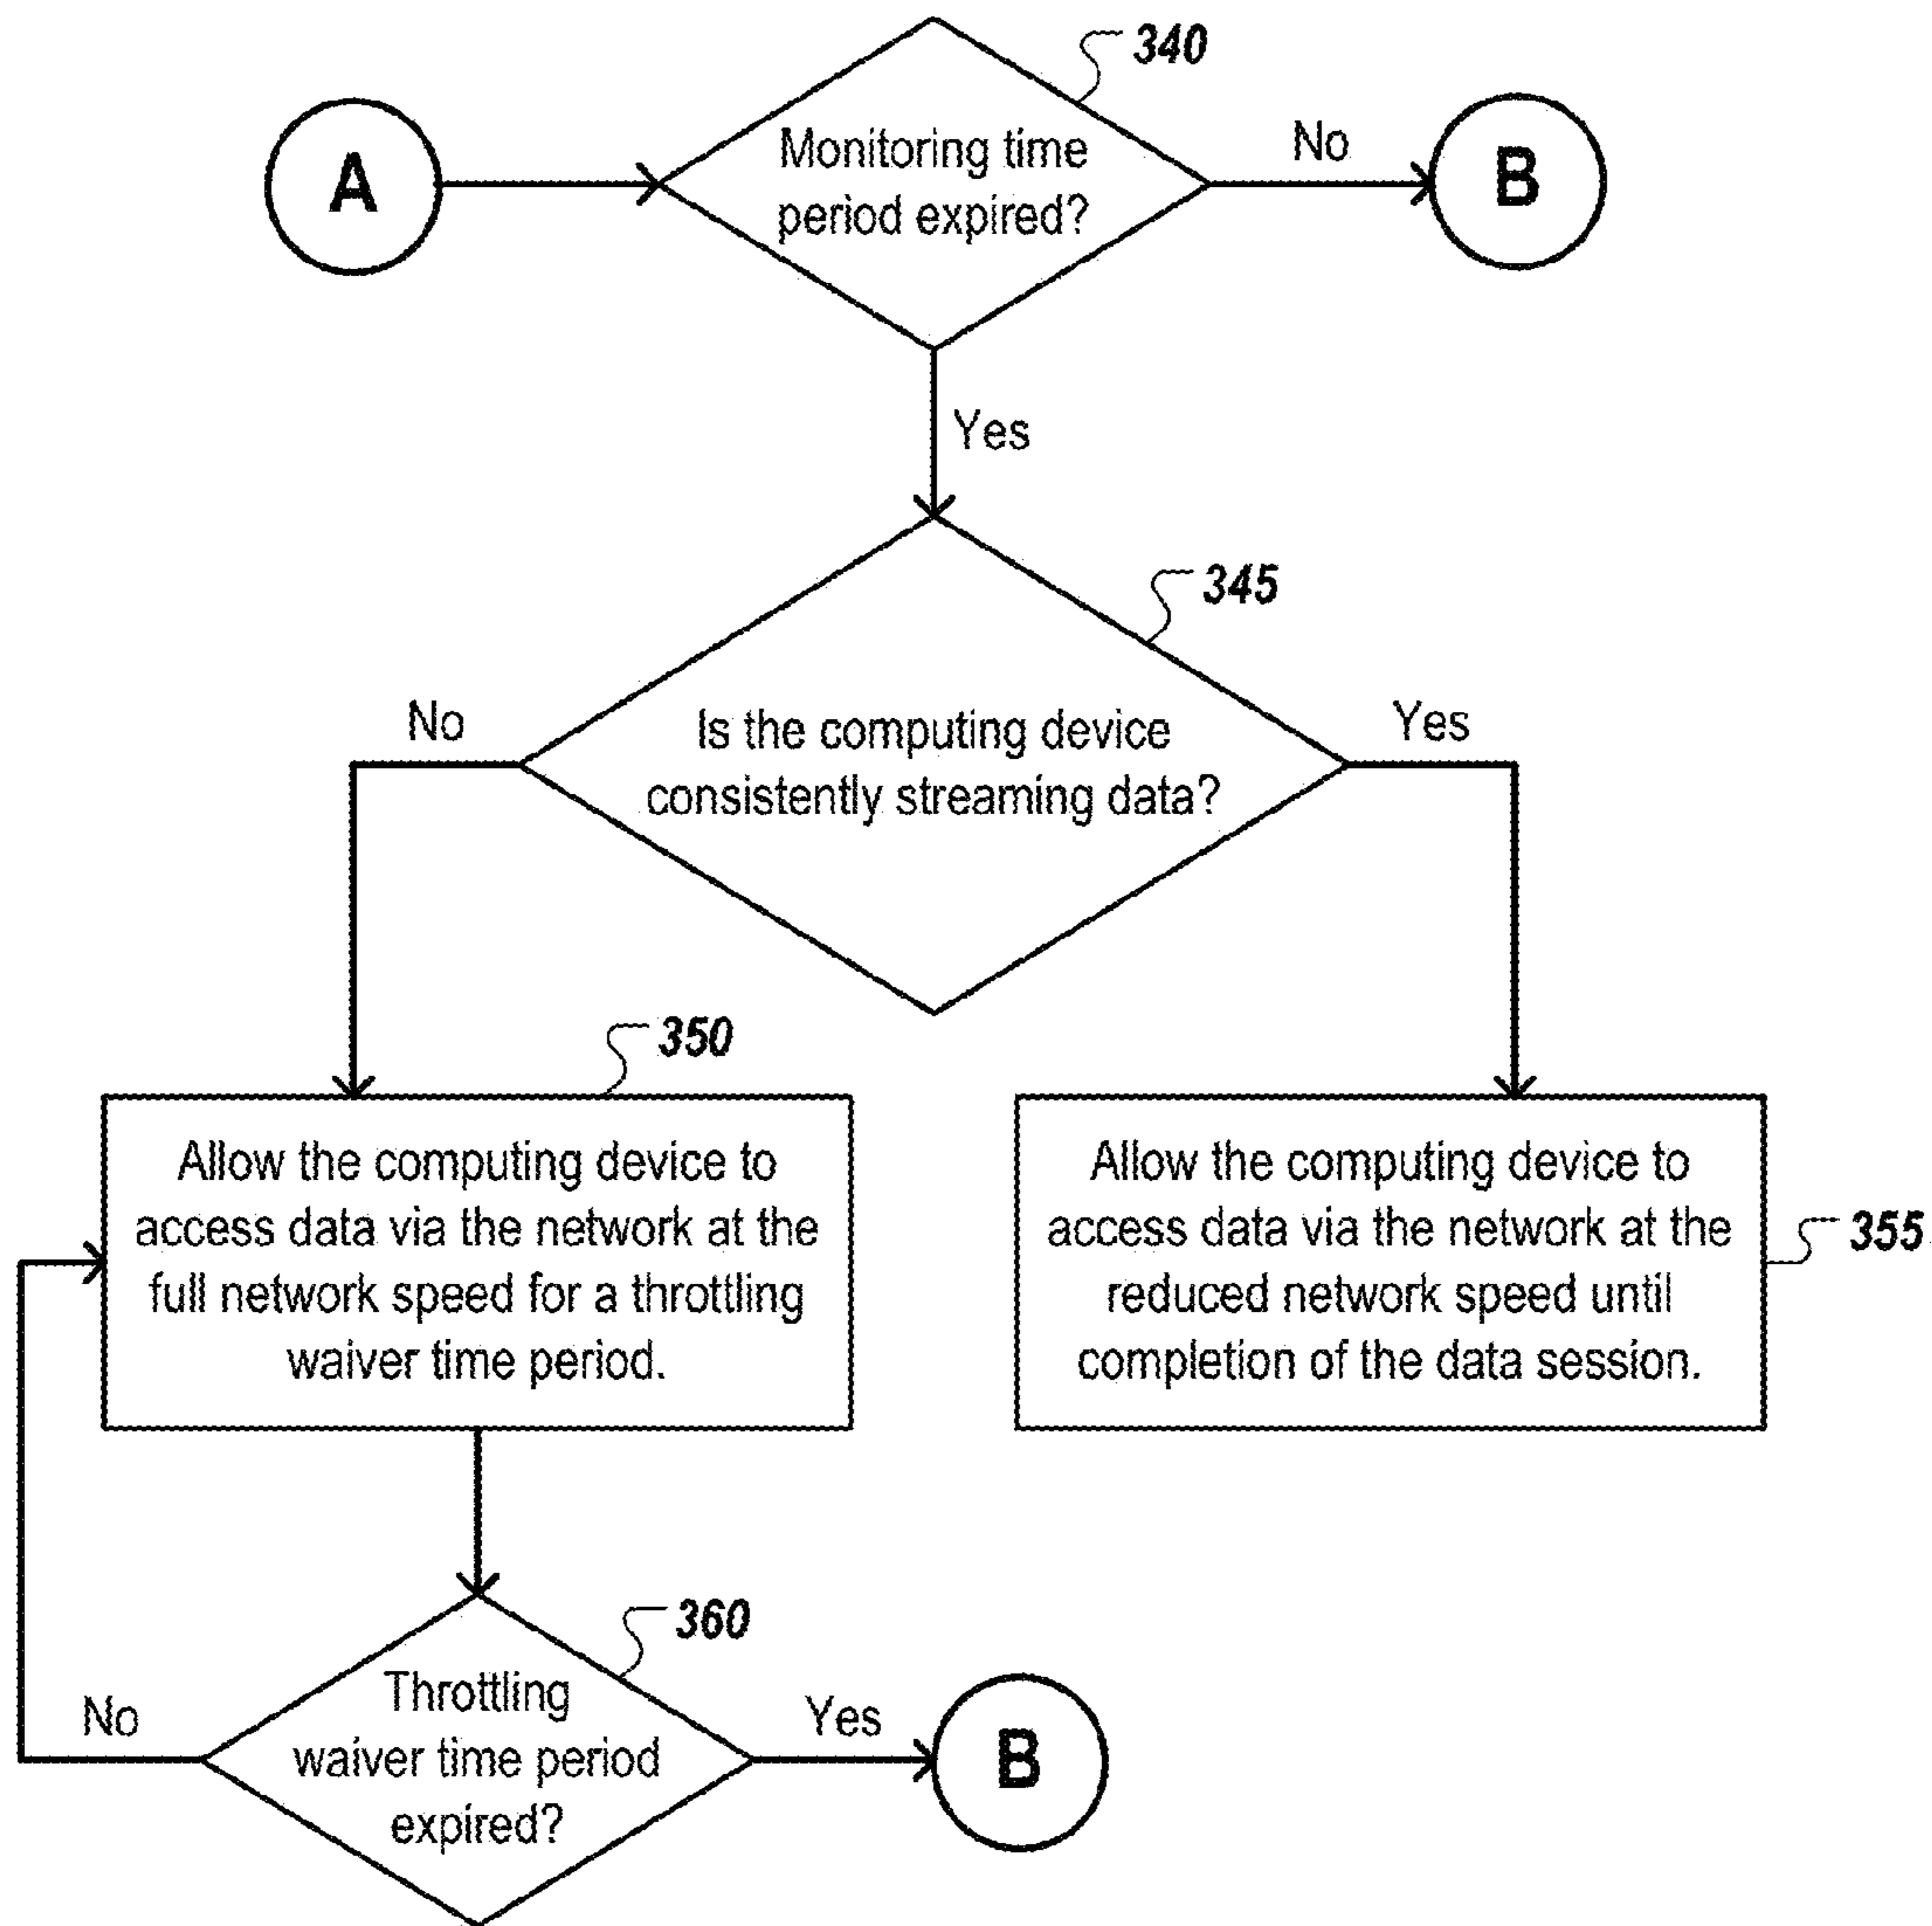 340
A
Monitoring time
period expired?
No
B
Yes
345
No
Is the computing device
consistently streaming data?
Yes
350
Allow the computing device to
access data via the network at the
full network speed for a throttling
waiver time period.
Allow the computing device to
access data via the network at the
reduced network speed until
completion of the data session.
355
360
No
Throttling
waiver time period
expired?
Yes
B